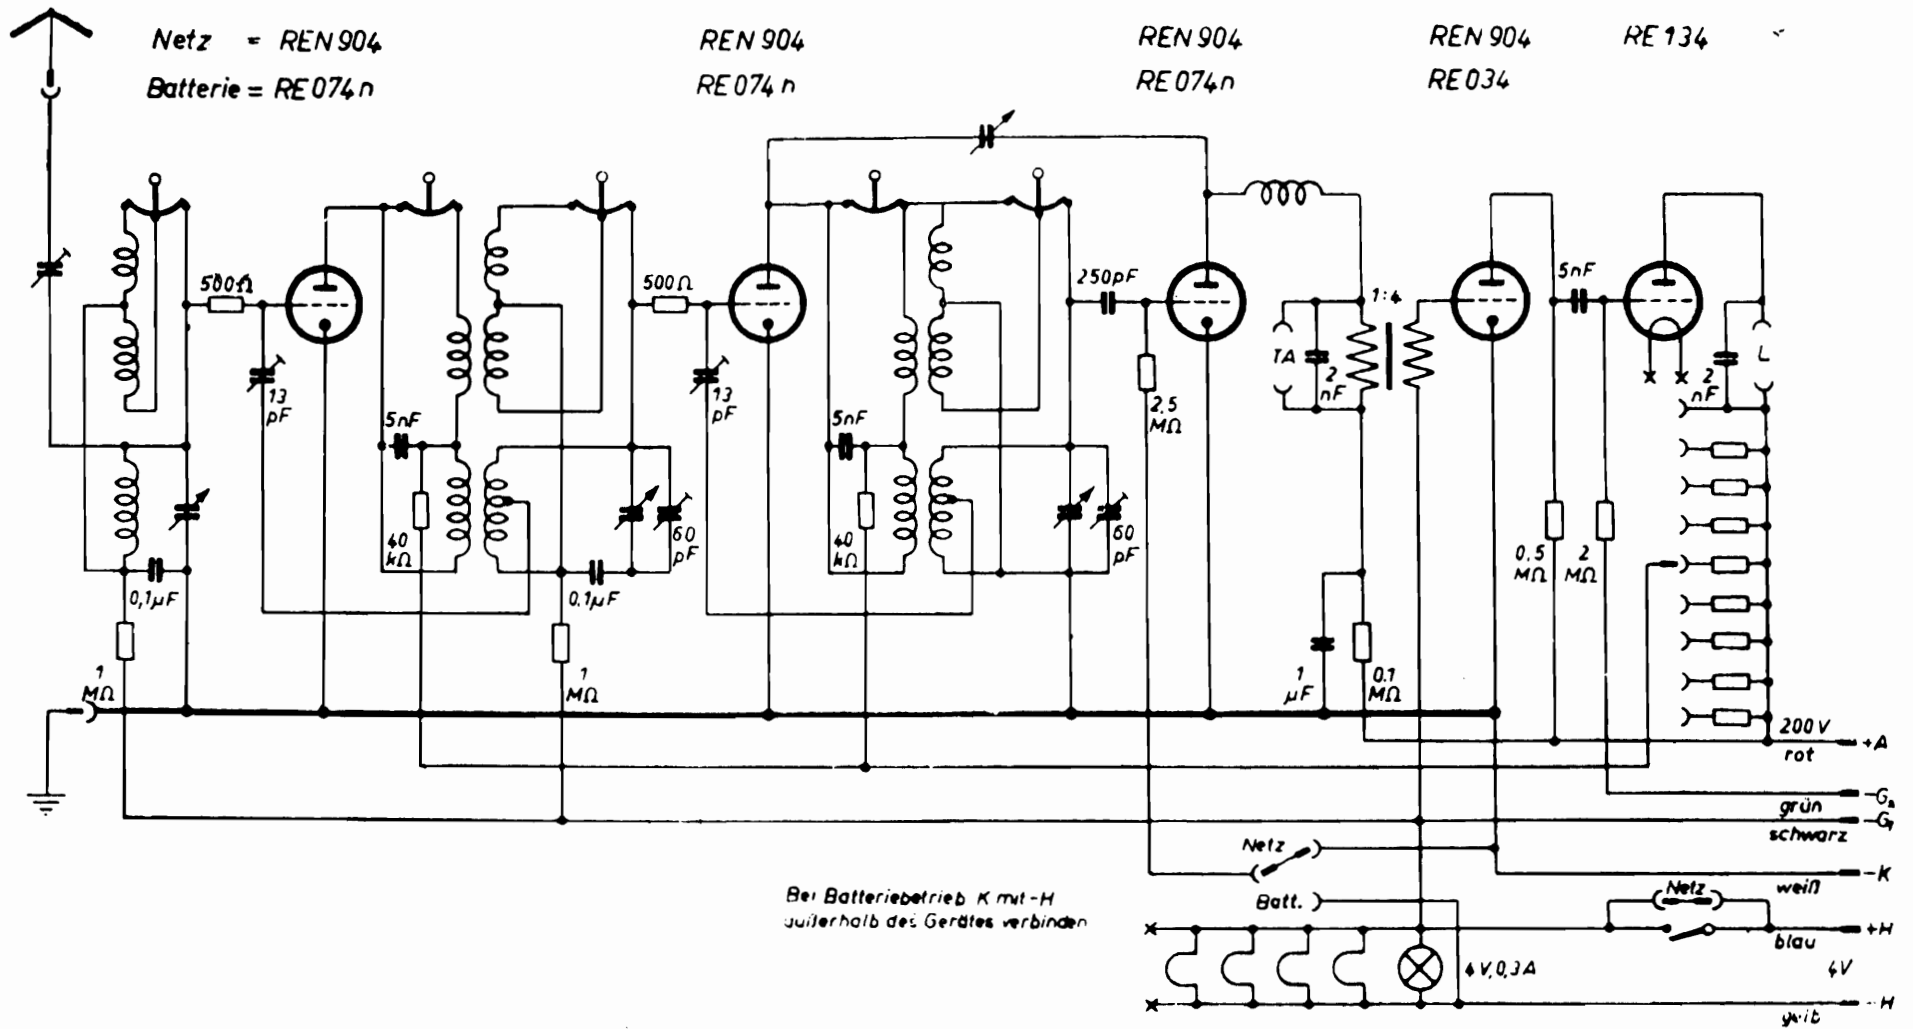 Netz = REN 904
REN 904
REN 904
REN 904
RE 134
Batterie = RE 074 n
RE 074 n
RE 074 n
RE 034
500Ω
500Ω
250pF
1:4
5nF
13 pF
13 pF
TA
2 nF
2 nF
L
5nF
5nF
2,5 MΩ
40 kΩ
60 pF
40 kΩ
60 pF
0,5 MΩ
2 MΩ
0,1µF
0,1µF
1 MΩ
1 MΩ
1 µF
0,1 MΩ
200 V
rot
+A
-G₂
grün
-G₁
schwarz
Netz
-K
weiß
Bei Batteriebetrieb K mit -H
außerhalb des Gerätes verbinden
Batt.
Netz
+H
blau
4V, 0,3A
4V
-H
gelb